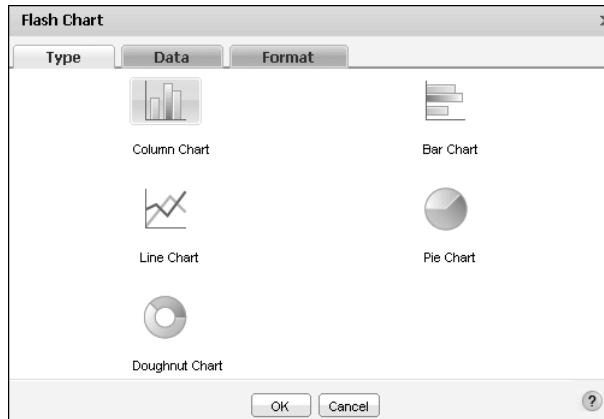 Flash Chart
Type Data Format
Column Chart Bar Chart
Line Chart Pie Chart
Doughnut Chart
OK Cancel ?